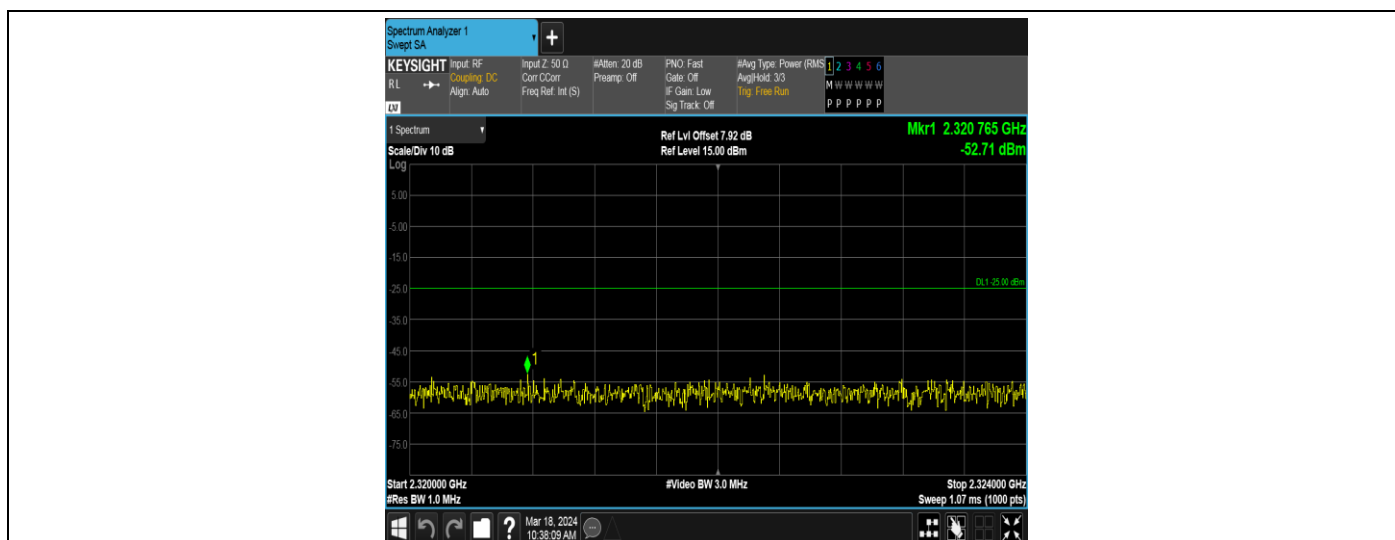 Spectrum Analyzer 1
Swept SA
+
KEYSIGHT
RL
LXI
Input: RF
Coupling: DC
Align: Auto
Input Z: 50 Ω
Corr CCorr
Freq Ref: Int (S)
#Atten: 20 dB
Preamp: Off
PNO: Fast
Gate: Off
IF Gain: Low
Sig Track: Off
#Avg Type: Power (RMS
Avg|Hold: 3/3
Trig: Free Run
1 2 3 4 5 6
M W W W W W
P P P P P P
1 Spectrum
Scale/Div 10 dB
Log
Ref Lvl Offset 7.92 dB
Ref Level 15.00 dBm
Mkr1 2.320 765 GHz
-52.71 dBm
5.00
-5.00
-15.0
DL1 -25.00 dBm
-25.0
-35.0
-45.0
1
-55.0
-65.0
-75.0
Start 2.320000 GHz
#Res BW 1.0 MHz
#Video BW 3.0 MHz
Stop 2.324000 GHz
Sweep 1.07 ms (1000 pts)
?
Mar 18, 2024
10:38:09 AM